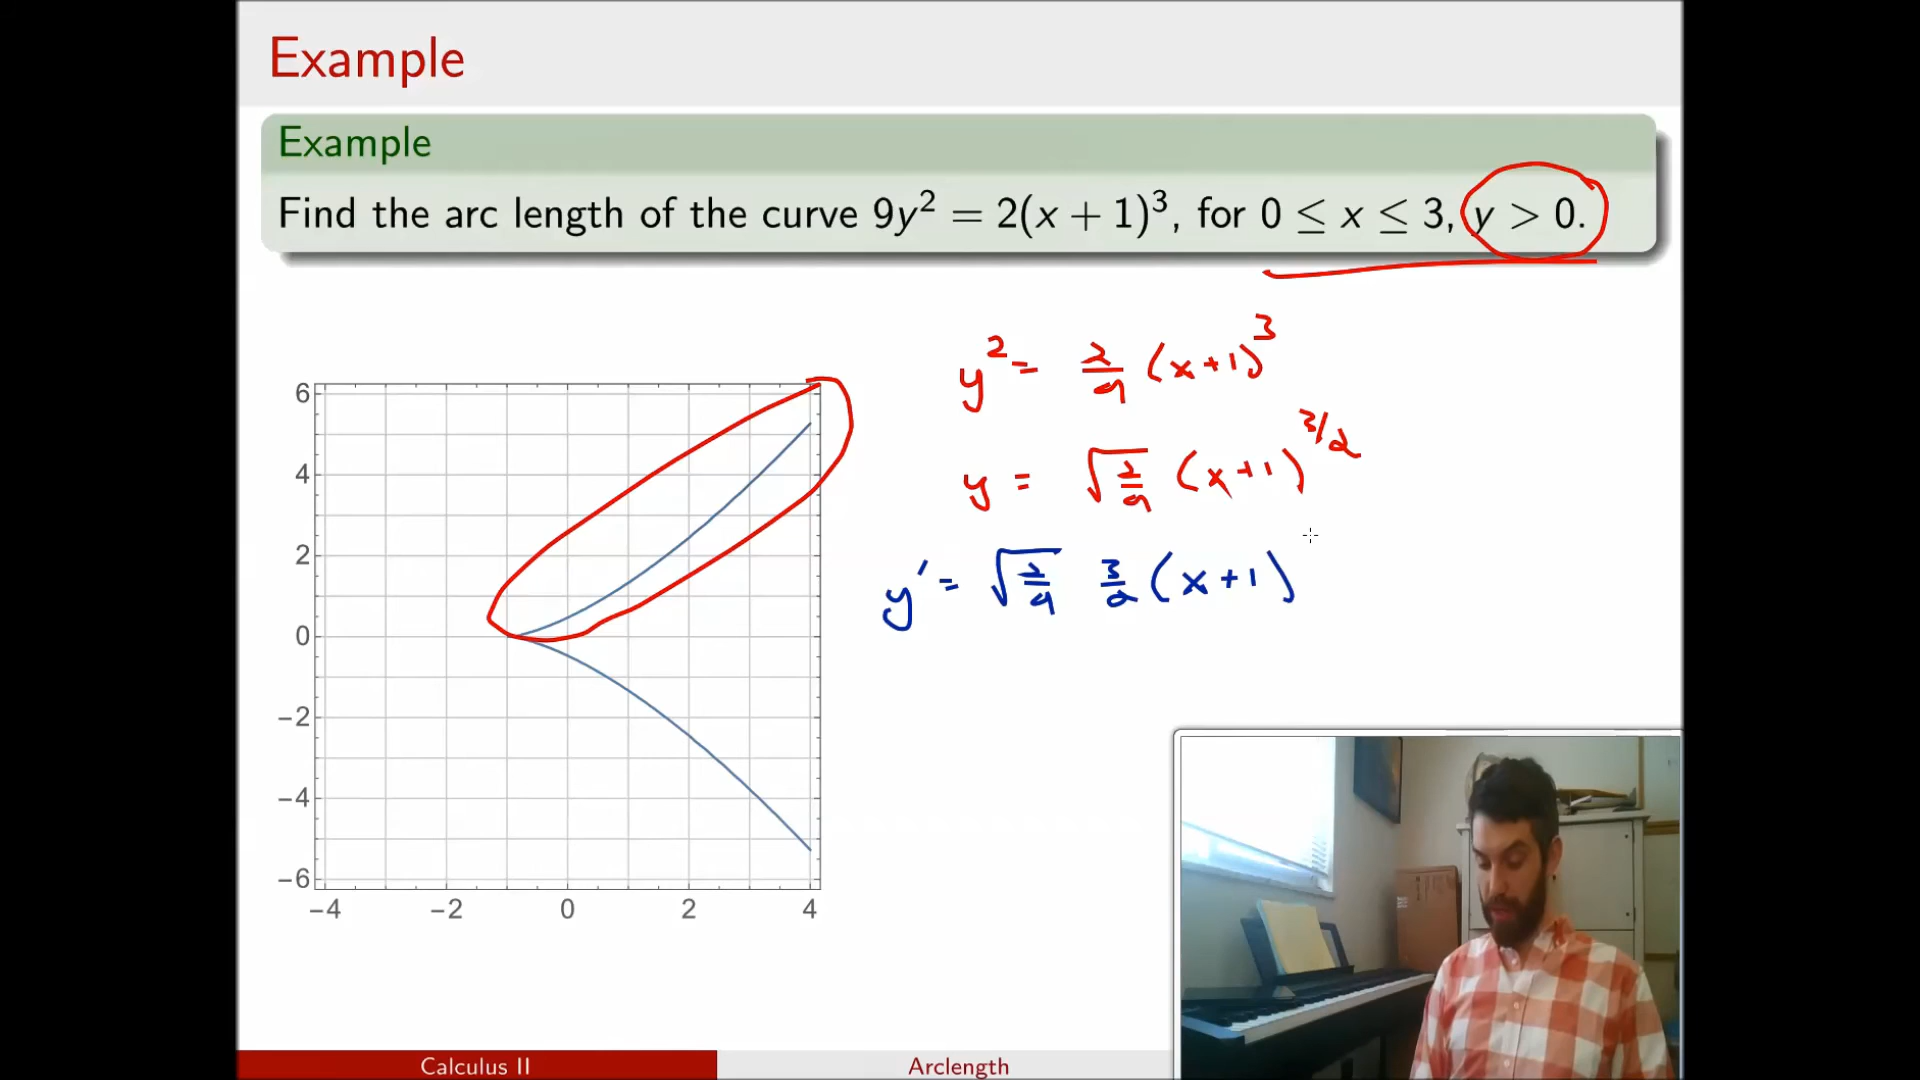 Example
Example
Find the arc length of the curve 9y² = 2(x + 1)³, for 0 ≤ x ≤ 3, y > 0.
y² = 2/9 (x+1)³
y = √(2/9) (x+1)^(3/2)
y' = √(2/9) 3/2 (x+1)
6
4
2
0
−2
−4
−6
−4 −2 0 2 4
Calculus II Arclength